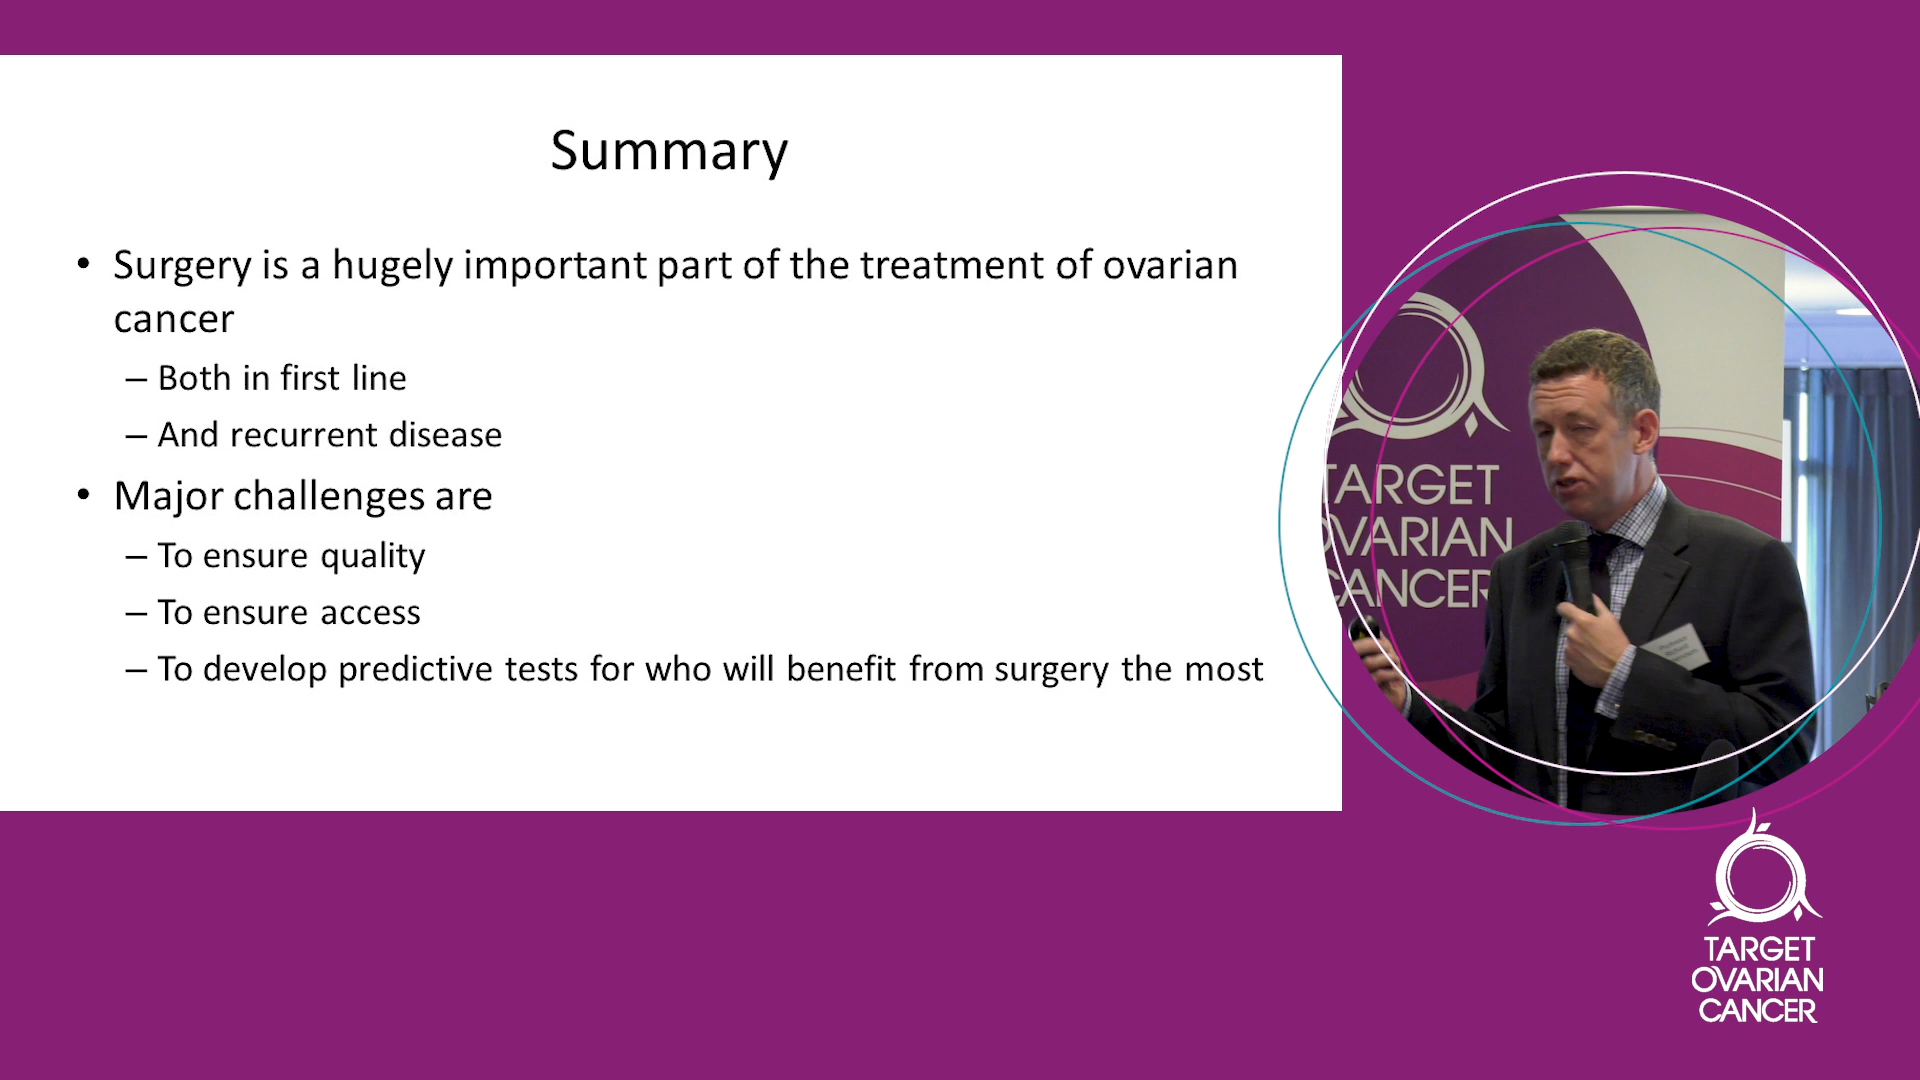 Summary
• Surgery is a hugely important part of the treatment of ovarian
cancer
– Both in first line
– And recurrent disease
• Major challenges are
– To ensure quality
– To ensure access
– To develop predictive tests for who will benefit from surgery the most
TARGET
OVARIAN
CANCER
TARGET
OVARIAN
CANCER